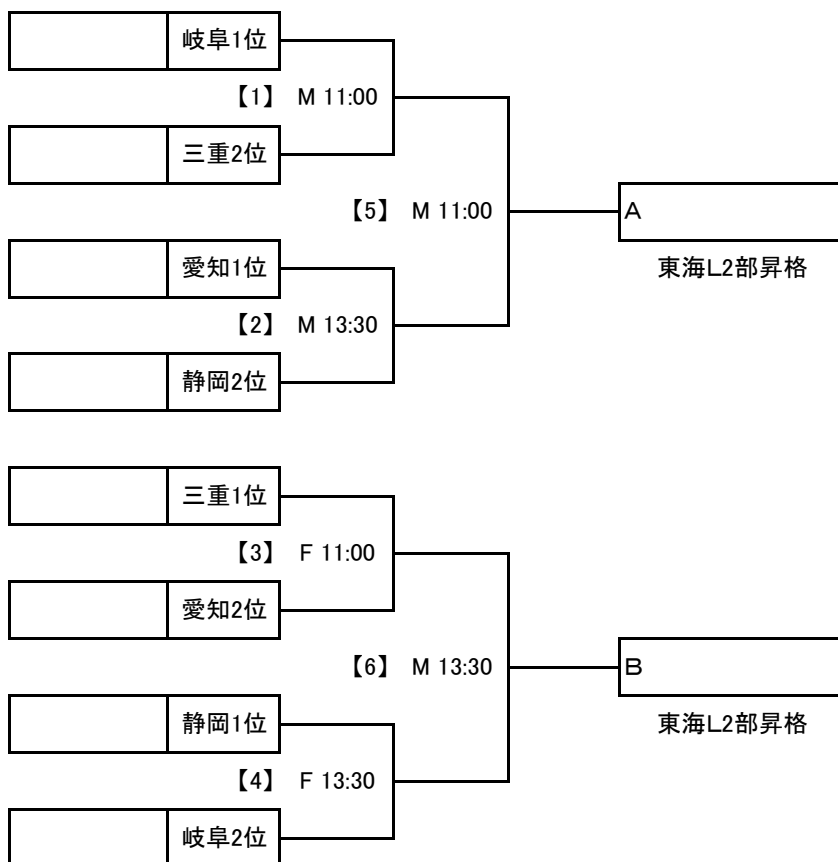 岐阜1位
【1】 M 11:00
三重2位
【5】 M 11:00
A
愛知1位
東海L2部昇格
【2】 M 13:30
静岡2位
三重1位
【3】 F 11:00
愛知2位
【6】 M 13:30
B
静岡1位
東海L2部昇格
【4】 F 13:30
岐阜2位